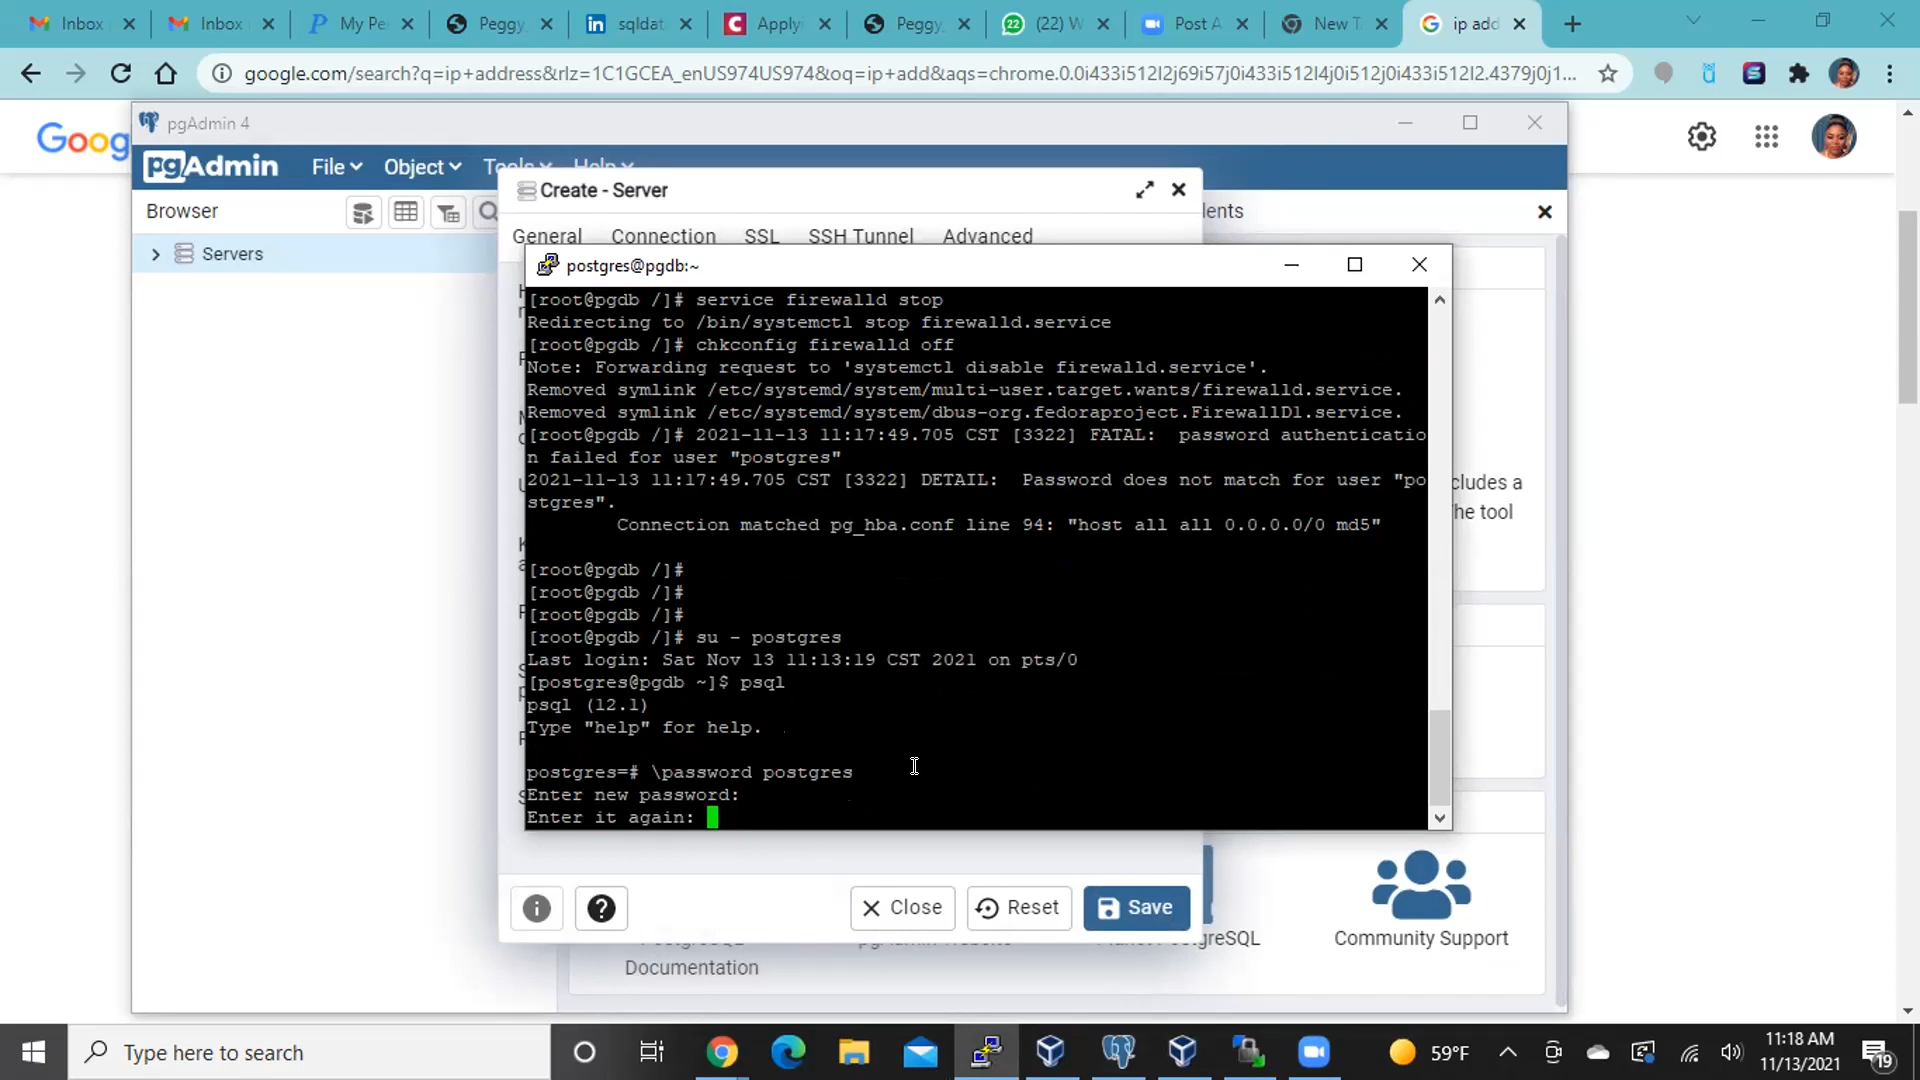 Inbox
Inbox
My Pe
Peggy
sqldat
Applyi
Peggy
22
(22) W
Post A
New T
ip add
google.com/search?q=ip+address&rlz=1C1GCEA_enUS974US974&oq=ip+add&aqs=chrome.0.0i433i512l2j69i57j0i433i512l4j0i512j0i433i512l2.4379j0j1...
Goog
pgAdmin 4
pgAdmin
File
Object
Tools
Help
Browser
Servers
Create - Server
General
Connection
SSL
SSH Tunnel
Advanced
lents
postgres@pgdb:~
[root@pgdb /]# service firewalld stop
Redirecting to /bin/systemctl stop firewalld.service
[root@pgdb /]# chkconfig firewalld off
Note: Forwarding request to 'systemctl disable firewalld.service'.
Removed symlink /etc/systemd/system/multi-user.target.wants/firewalld.service.
Removed symlink /etc/systemd/system/dbus-org.fedoraproject.FirewallD1.service.
[root@pgdb /]# 2021-11-13 11:17:49.705 CST [3322] FATAL:  password authenticatio
n failed for user "postgres"
2021-11-13 11:17:49.705 CST [3322] DETAIL:  Password does not match for user "po
stgres".
Connection matched pg_hba.conf line 94: "host all all 0.0.0.0/0 md5"
[root@pgdb /]#
[root@pgdb /]#
[root@pgdb /]#
[root@pgdb /]# su - postgres
Last login: Sat Nov 13 11:13:19 CST 2021 on pts/0
[postgres@pgdb ~]$ psql
psql (12.1)
Type "help" for help.
postgres=# \password postgres
Enter new password:
Enter it again:
cludes a
he tool
Close
Reset
Save
greSQL
Documentation
Community Support
Type here to search
59°F
11:18 AM
11/13/2021
19